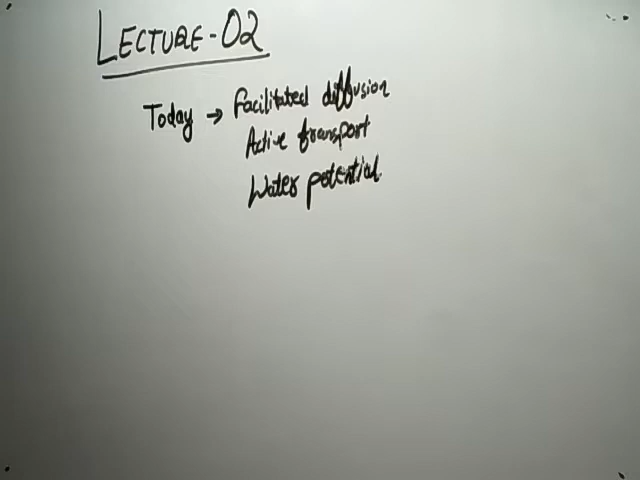 LECTURE-02
Today → Facilitated diffusion
Active transport
Water potential